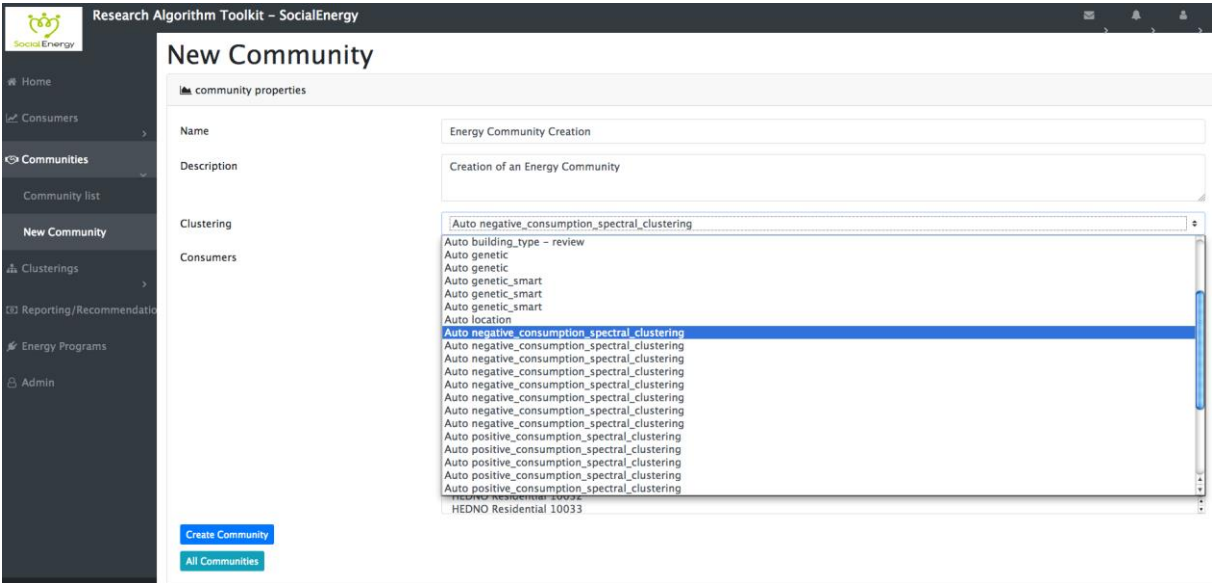 Research Algorithm Toolkit – SocialEnergy
SocialEnergy
New Community
Home
community properties
Consumers
Name
Energy Community Creation
Communities
Description
Creation of an Energy Community
Community list
New Community
Clustering
Auto negative_consumption_spectral_clustering
Auto building_type – review
Consumers
Auto genetic
Auto genetic
Auto genetic_smart
Auto genetic_smart
Auto genetic_smart
Auto location
Auto negative_consumption_spectral_clustering
Auto negative_consumption_spectral_clustering
Auto negative_consumption_spectral_clustering
Auto negative_consumption_spectral_clustering
Auto negative_consumption_spectral_clustering
Auto negative_consumption_spectral_clustering
Auto negative_consumption_spectral_clustering
Auto negative_consumption_spectral_clustering
Auto positive_consumption_spectral_clustering
Auto positive_consumption_spectral_clustering
Auto positive_consumption_spectral_clustering
Auto positive_consumption_spectral_clustering
Auto positive_consumption_spectral_clustering
Clusterings
Reporting/Recommendatio
Energy Programs
Admin
HEDNO Residential 10032
HEDNO Residential 10033
Create Community
All Communities